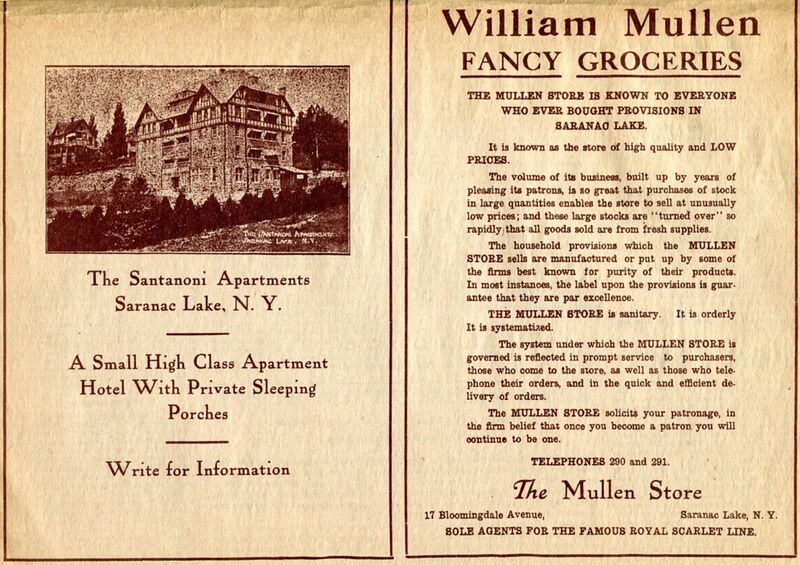 THE SANTANONI APARTMENTS
SARANAC LAKE, N.Y.
The Santanoni Apartments
Saranac Lake, N. Y.
A Small High Class Apartment
Hotel With Private Sleeping
Porches
Write for Information
William Mullen
FANCY GROCERIES
THE MULLEN STORE IS KNOWN TO EVERYONE
WHO EVER BOUGHT PROVISIONS IN
SARANAC LAKE.
It is known as the store of high quality and LOW
PRICES.
The volume of its business, built up by years of
pleasing its patrons, is so great that purchases of stock
in large quantities enables the store to sell at unusually
low prices; and these large stocks are "turned over" so
rapidly that all goods sold are from fresh supplies.
The household provisions which the MULLEN
STORE sells are manufactured or put up by some of
the firms best known for purity of their products.
In most instances, the label upon the provisions is guar-
antee that they are par excellence.
THE MULLEN STORE is sanitary. It is orderly
It is systematized.
The system under which the MULLEN STORE is
governed is reflected in prompt service to purchasers,
those who come to the store, as well as those who tele-
phone their orders, and in the quick and efficient de-
livery of orders.
The MULLEN STORE solicits your patronage, in
the firm belief that once you become a patron you will
continue to be one.
TELEPHONES 290 and 291.
The Mullen Store
17 Bloomingdale Avenue, Saranac Lake, N. Y.
SOLE AGENTS FOR THE FAMOUS ROYAL SCARLET LINE.